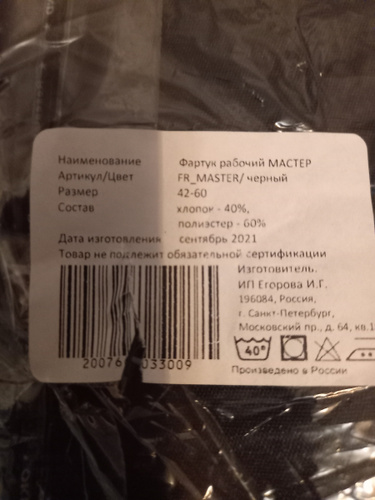 Наименование Фартук рабочий МАСТЕР
Артикул/Цвет FR_MASTER/ черный
Размер 42-60
Состав хлопок - 40%,
полиэстер - 60%
Дата изготовления сентябрь 2021
Товар не подлежит обязательной сертификации
Изготовитель:
ИП Егорова И.Г.
196084, Россия,
г. Санкт-Петербург,
Московский пр., д. 64, кв.1
40°
20076 033009
Произведено в России